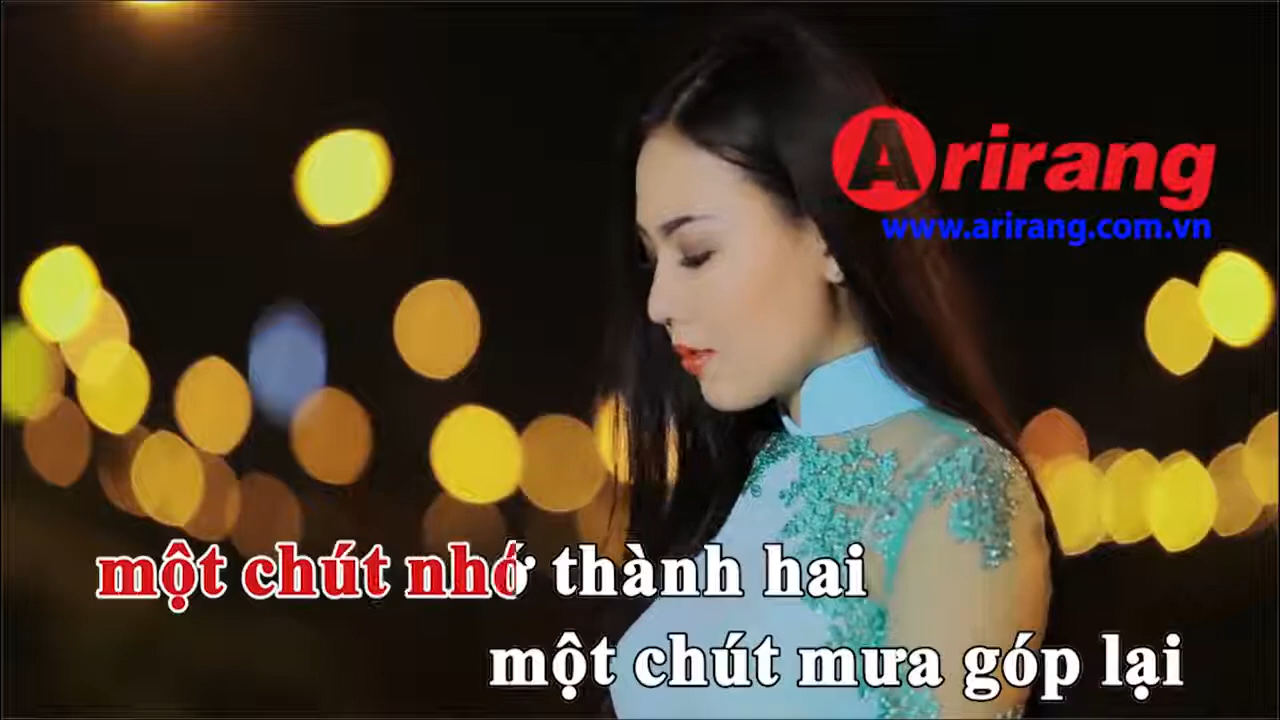 Arirang
www.arirang.com.vn
một chút nhớ thành hai
một chút mưa góp lại